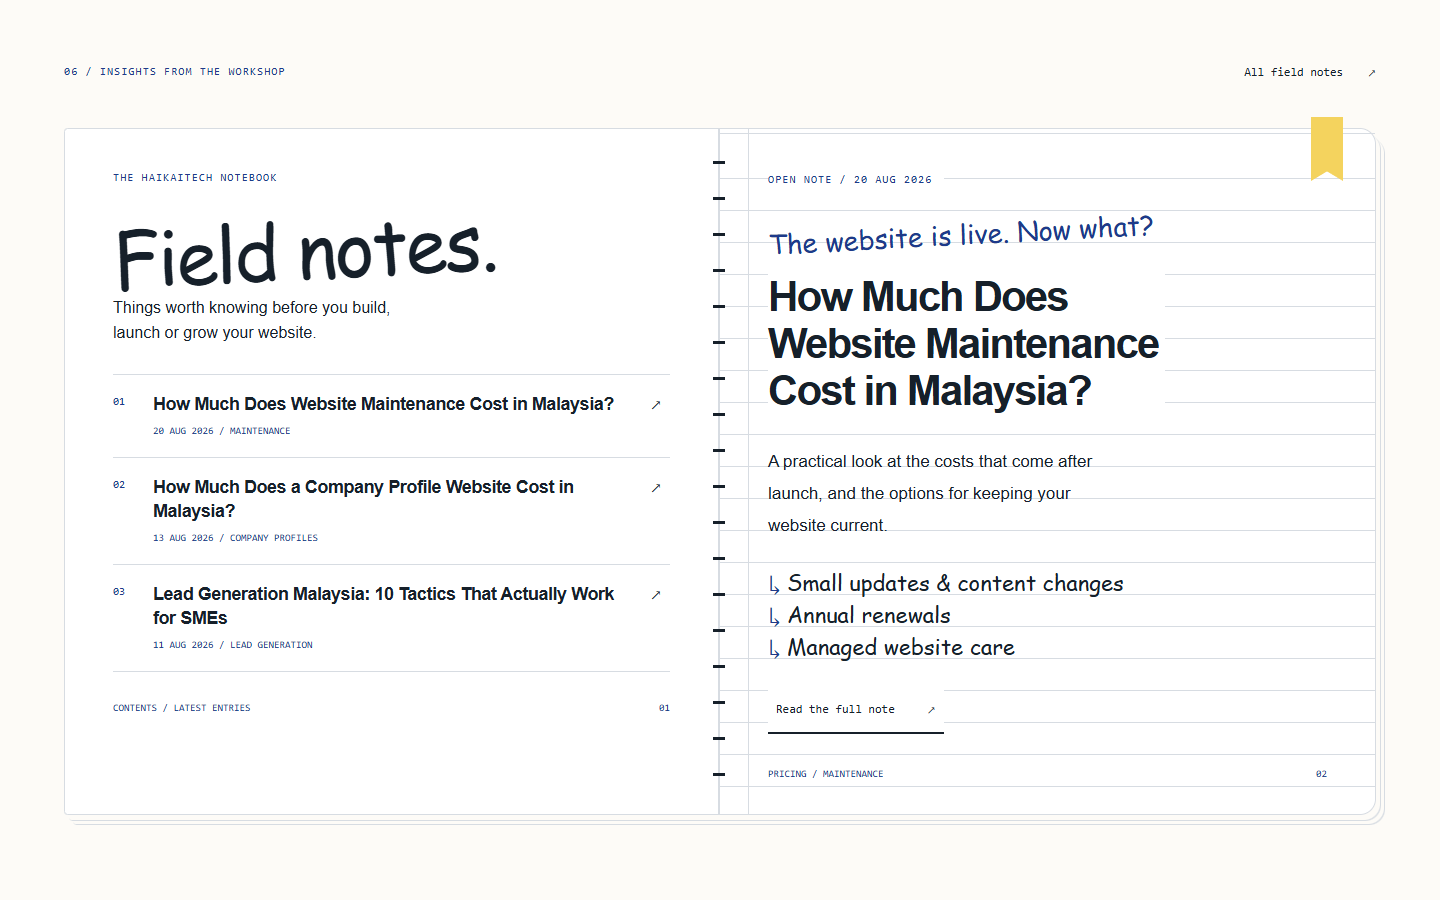 06 / INSIGHTS FROM THE WORKSHOP
All field notes ↗
THE HAIKAITECH NOTEBOOK
Field notes.
Things worth knowing before you build,
launch or grow your website.
01 How Much Does Website Maintenance Cost in Malaysia? ↗
20 AUG 2026 / MAINTENANCE
02 How Much Does a Company Profile Website Cost in ↗
Malaysia?
13 AUG 2026 / COMPANY PROFILES
03 Lead Generation Malaysia: 10 Tactics That Actually Work ↗
for SMEs
11 AUG 2026 / LEAD GENERATION
CONTENTS / LATEST ENTRIES 01
OPEN NOTE / 20 AUG 2026
The website is live. Now what?
How Much Does
Website Maintenance
Cost in Malaysia?
A practical look at the costs that come after
launch, and the options for keeping your
website current.
↳ Small updates & content changes
↳ Annual renewals
↳ Managed website care
Read the full note ↗
PRICING / MAINTENANCE 02